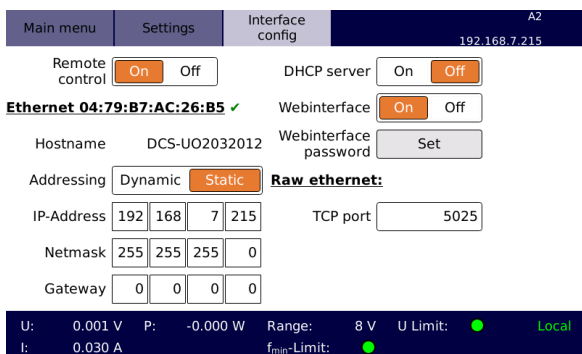 Main menu Settings Interface config A2
192.168.7.215
Remote control On Off DHCP server On Off
Ethernet 04:79:B7:AC:26:B5 ✔ Webinterface On Off
Hostname DCS-UO2032012 Webinterface password Set
Addressing Dynamic Static Raw ethernet:
IP-Address 192 168 7 215 TCP port 5025
Netmask 255 255 255 0
Gateway 0 0 0 0
U: 0.001 V P: -0.000 W Range: 8 V U Limit: Local
I: 0.030 A fmin-Limit: